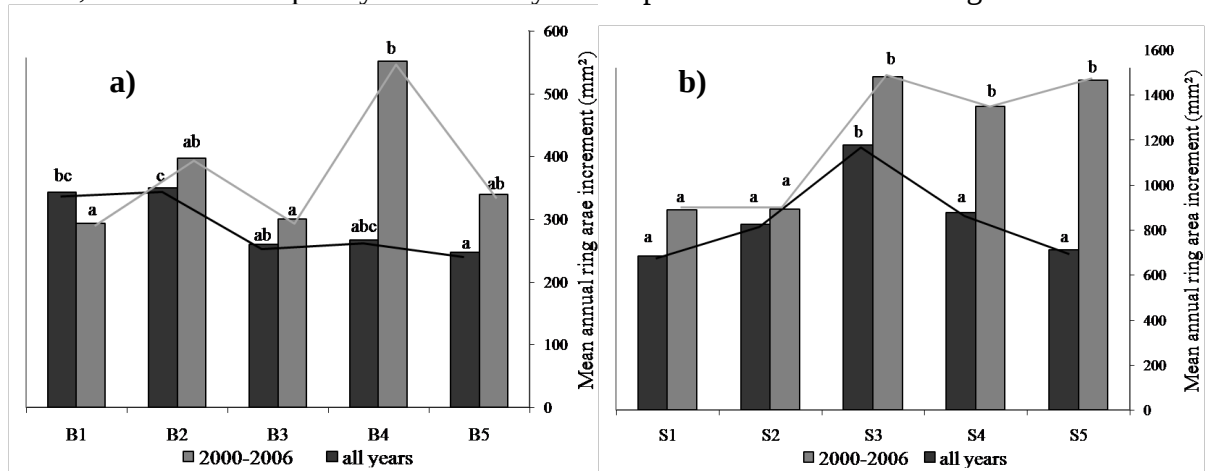 a)
Mean annual ring arae increment (mm²)
600
500
400
300
200
100
0
bc
a
c
ab
ab
a
abc
b
a
ab
B1 B2 B3 B4 B5
2000-2006 all years
b)
Mean annual ring area increment (mm²)
1600
1400
1200
1000
800
600
400
200
0
a
a
a
a
b
b
a
b
a
b
S1 S2 S3 S4 S5
2000-2006 all years